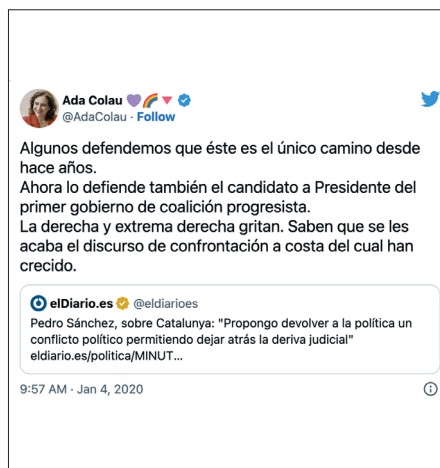 Ada Colau 💜🌈🔻
@AdaColau · Follow
Algunos defendemos que éste es el único camino desde
hace años.
Ahora lo defiende también el candidato a Presidente del
primer gobierno de coalición progresista.
La derecha y extrema derecha gritan. Saben que se les
acaba el discurso de confrontación a costa del cual han
crecido.
elDiario.es @eldiarioes
Pedro Sánchez, sobre Catalunya: "Propongo devolver a la política un
conflicto político permitiendo dejar atrás la deriva judicial"
eldiario.es/politica/MINUT...
9:57 AM · Jan 4, 2020